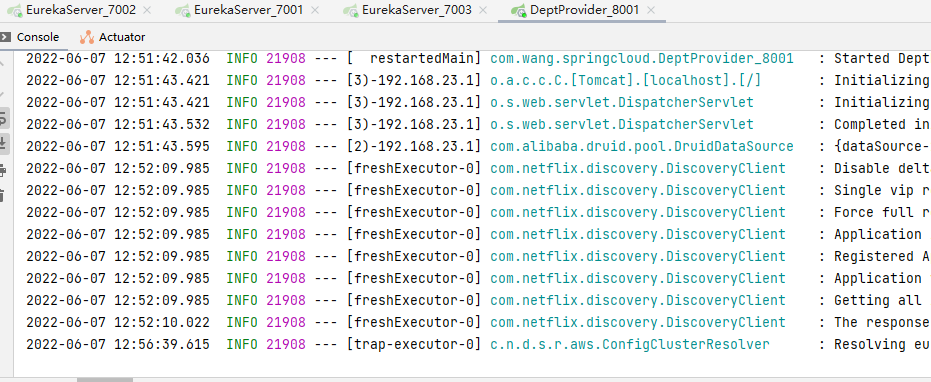 EurekaServer_7002 × EurekaServer_7001 × EurekaServer_7003 × DeptProvider_8001 ×
Console Actuator
2022-06-07 12:51:42.036 INFO 21908 --- [ restartedMain] com.wang.springcloud.DeptProvider_8001 : Started Dept
2022-06-07 12:51:43.421 INFO 21908 --- [3)-192.168.23.1] o.a.c.c.C.[Tomcat].[localhost].[/] : Initializing
2022-06-07 12:51:43.421 INFO 21908 --- [3)-192.168.23.1] o.s.web.servlet.DispatcherServlet : Initializing
2022-06-07 12:51:43.532 INFO 21908 --- [3)-192.168.23.1] o.s.web.servlet.DispatcherServlet : Completed in
2022-06-07 12:51:43.595 INFO 21908 --- [2)-192.168.23.1] com.alibaba.druid.pool.DruidDataSource : {dataSource-
2022-06-07 12:52:09.985 INFO 21908 --- [freshExecutor-0] com.netflix.discovery.DiscoveryClient : Disable delt
2022-06-07 12:52:09.985 INFO 21908 --- [freshExecutor-0] com.netflix.discovery.DiscoveryClient : Single vip r
2022-06-07 12:52:09.985 INFO 21908 --- [freshExecutor-0] com.netflix.discovery.DiscoveryClient : Force full r
2022-06-07 12:52:09.985 INFO 21908 --- [freshExecutor-0] com.netflix.discovery.DiscoveryClient : Application
2022-06-07 12:52:09.985 INFO 21908 --- [freshExecutor-0] com.netflix.discovery.DiscoveryClient : Registered A
2022-06-07 12:52:09.985 INFO 21908 --- [freshExecutor-0] com.netflix.discovery.DiscoveryClient : Application
2022-06-07 12:52:09.985 INFO 21908 --- [freshExecutor-0] com.netflix.discovery.DiscoveryClient : Getting all
2022-06-07 12:52:10.022 INFO 21908 --- [freshExecutor-0] com.netflix.discovery.DiscoveryClient : The response
2022-06-07 12:56:39.615 INFO 21908 --- [trap-executor-0] c.n.d.s.r.aws.ConfigClusterResolver : Resolving eu